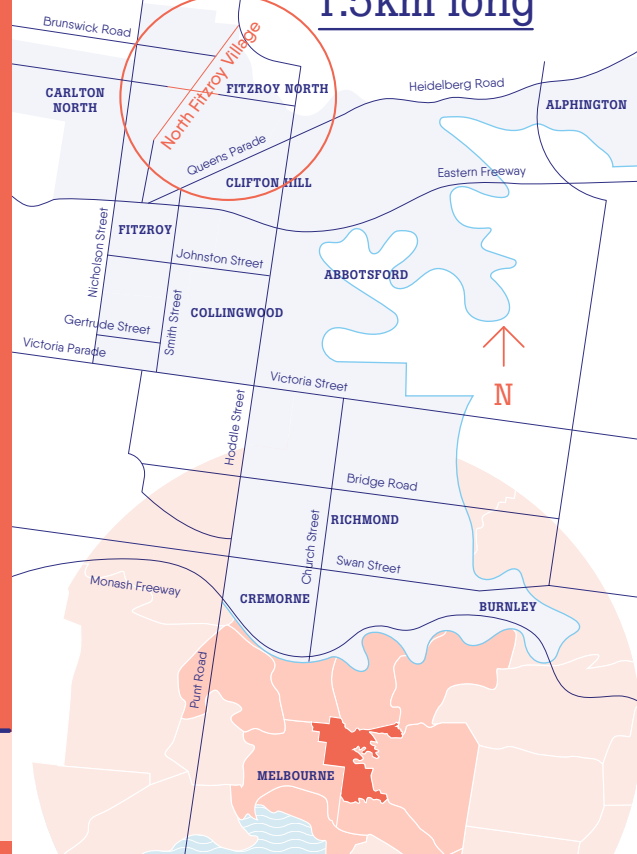 1.5km long
Brunswick Road
North Fitzroy Village
CARLTON
NORTH
FITZROY NORTH
Heidelberg Road
ALPHINGTON
Queens Parade
CLIFTON HILL
Eastern Freeway
FITZROY
Nicholson Street
Johnston Street
ABBOTSFORD
COLLINGWOOD
Smith Street
Gertrude Street
Victoria Parade
N
Victoria Street
Hoddle Street
Bridge Road
RICHMOND
Church Street
Swan Street
Monash Freeway
CREMORNE
BURNLEY
Punt Road
MELBOURNE